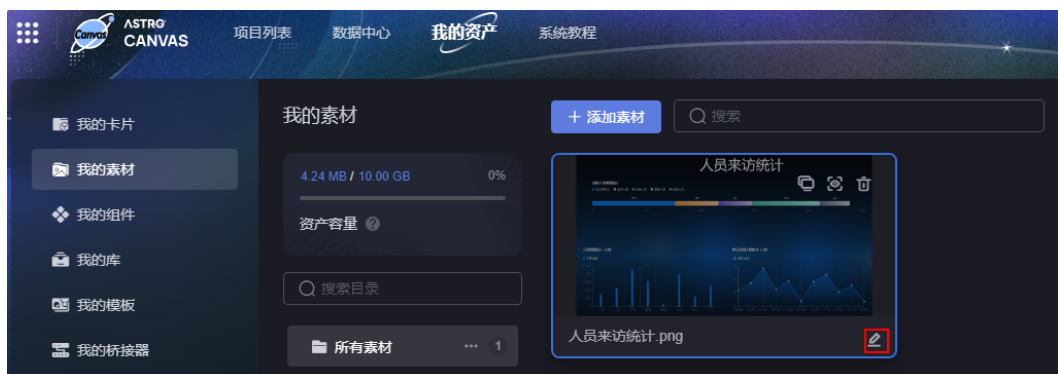 Canvas
ASTRO
CANVAS
项目列表
数据中心
我的资产
系统教程
我的卡片
我的素材
我的组件
我的库
我的模板
我的桥接器
我的素材
+ 添加素材
搜索
4.24 MB / 10.00 GB
0%
资产容量
搜索目录
所有素材 ... 1
人员来访统计
人员来访统计.png